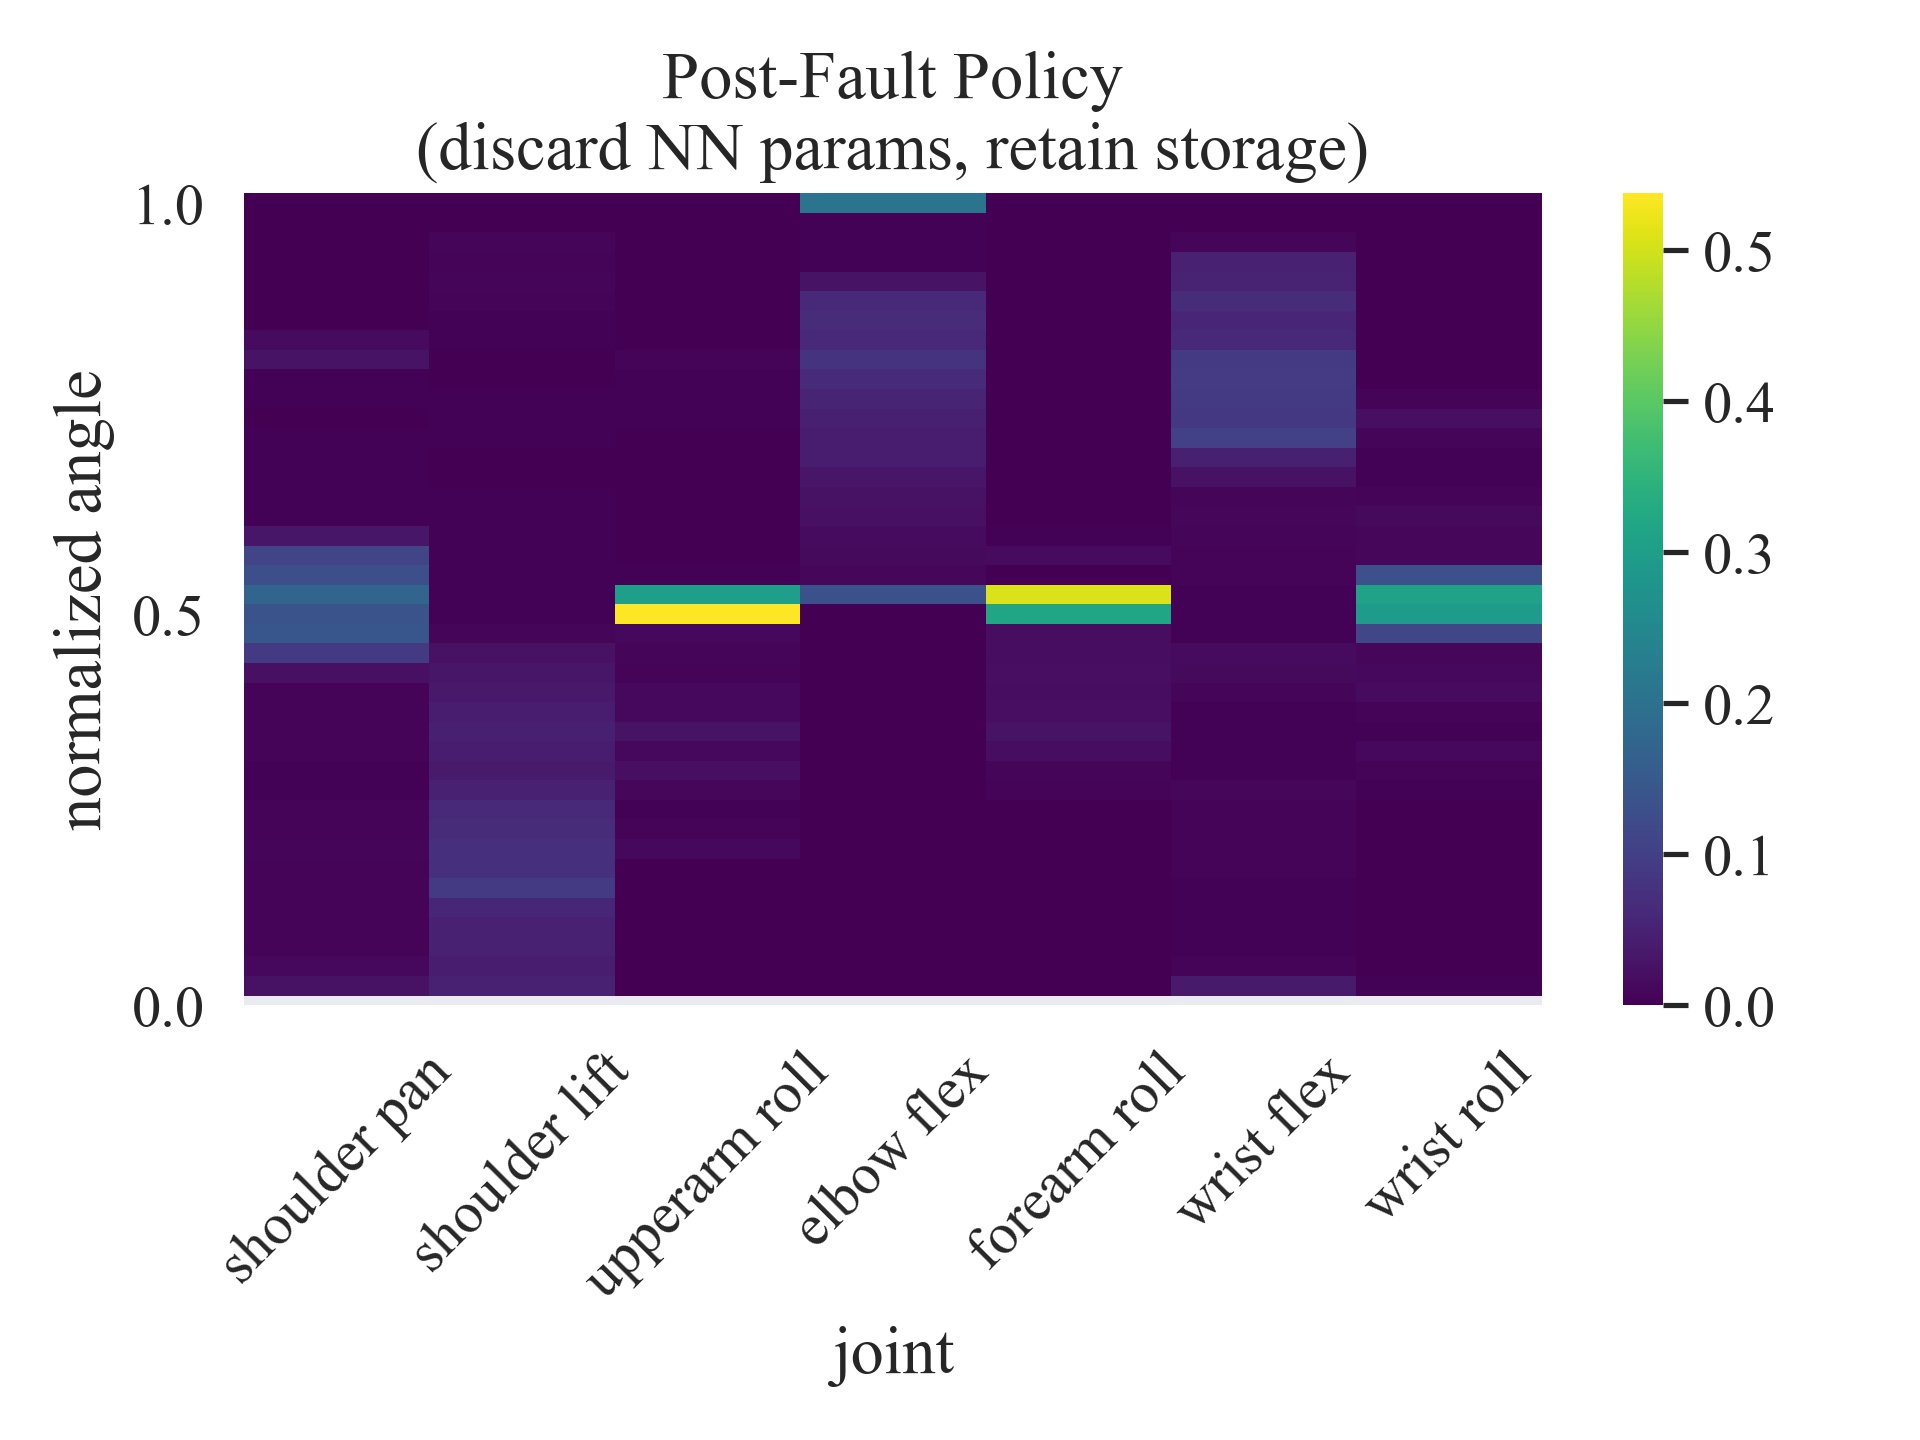 Post-Fault Policy
(discard NN params, retain storage)
1.0
0.5
0.0
normalized angle
shoulder pan
shoulder lift
upperarm roll
elbow flex
forearm roll
wrist flex
wrist roll
joint
0.5
0.4
0.3
0.2
0.1
0.0